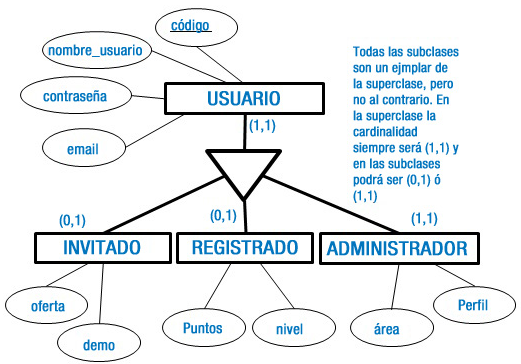 código
nombre_usuario
contraseña
email
USUARIO
(1,1)
Todas las subclases
son un ejmplar de
la superclase, pero
no al contrario. En
la superclase la
cardinalidad
siempre será (1,1) y
en las subclases
podrá ser (0,1) ó
(1,1)
(0,1)
(0,1)
(1,1)
INVITADO
REGISTRADO
ADMINISTRADOR
oferta
demo
Puntos
nivel
área
Perfil